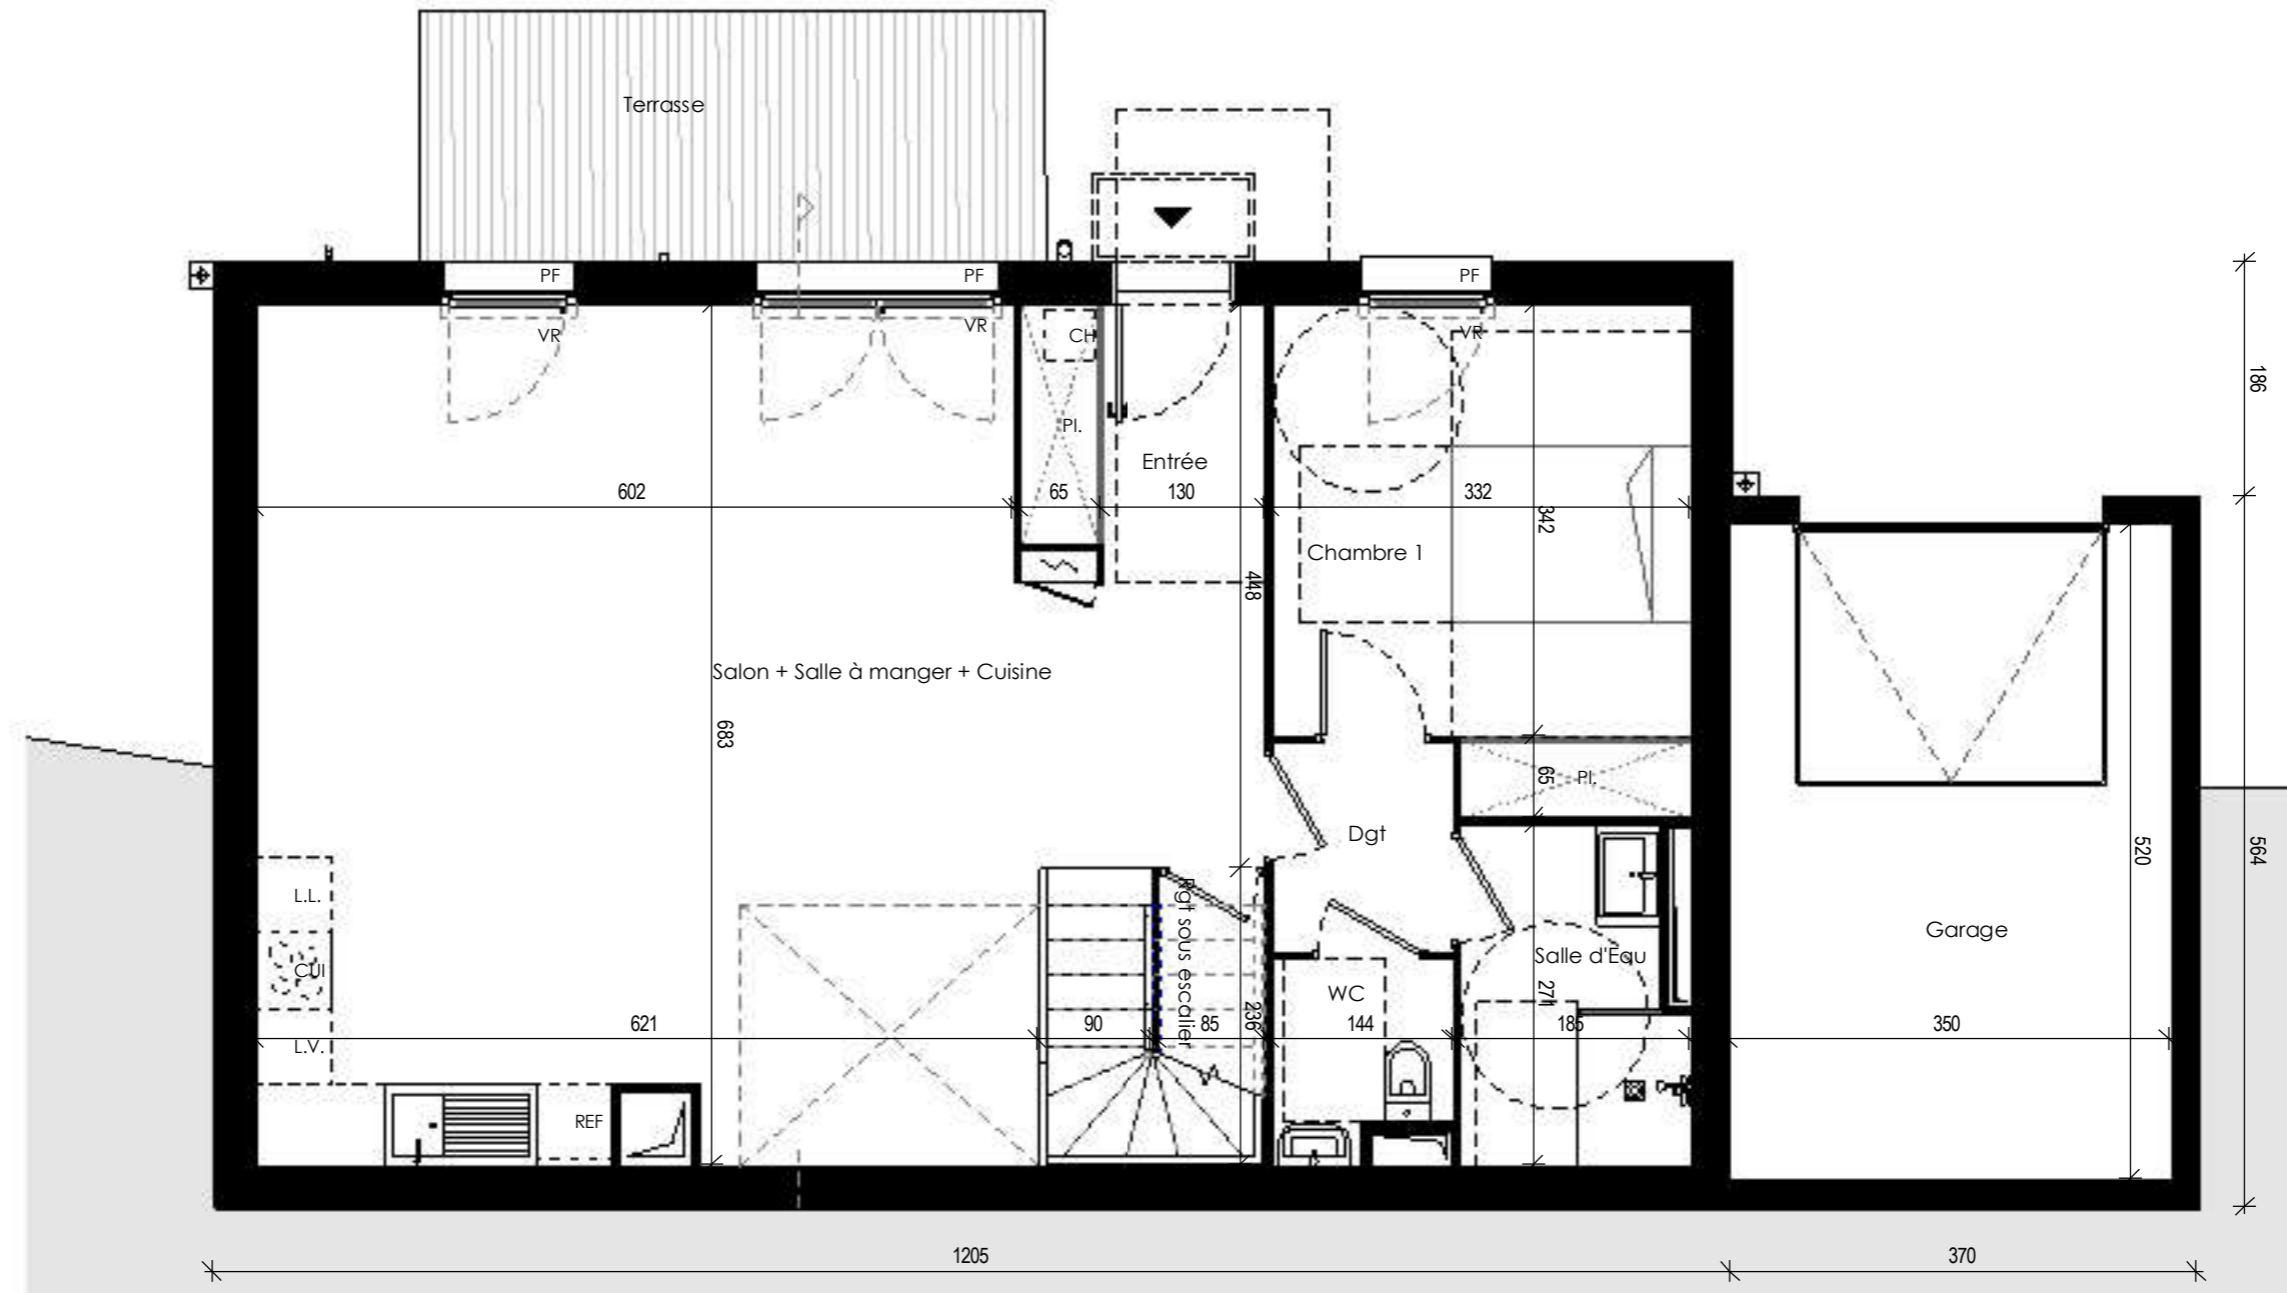 Terrasse
PF
PF
PF
VR
VR
CH
VR
186
Pl.
Entrée
602
65
130
332
342
Chambre 1
448
Salon + Salle à manger + Cuisine
683
65
Pl.
Dgt
520
564
L.L.
Rgt sous escalier
Garage
CUI
Salle d'Eau
WC
271
621
90
85
236
144
185
350
L.V.
REF
1205
370